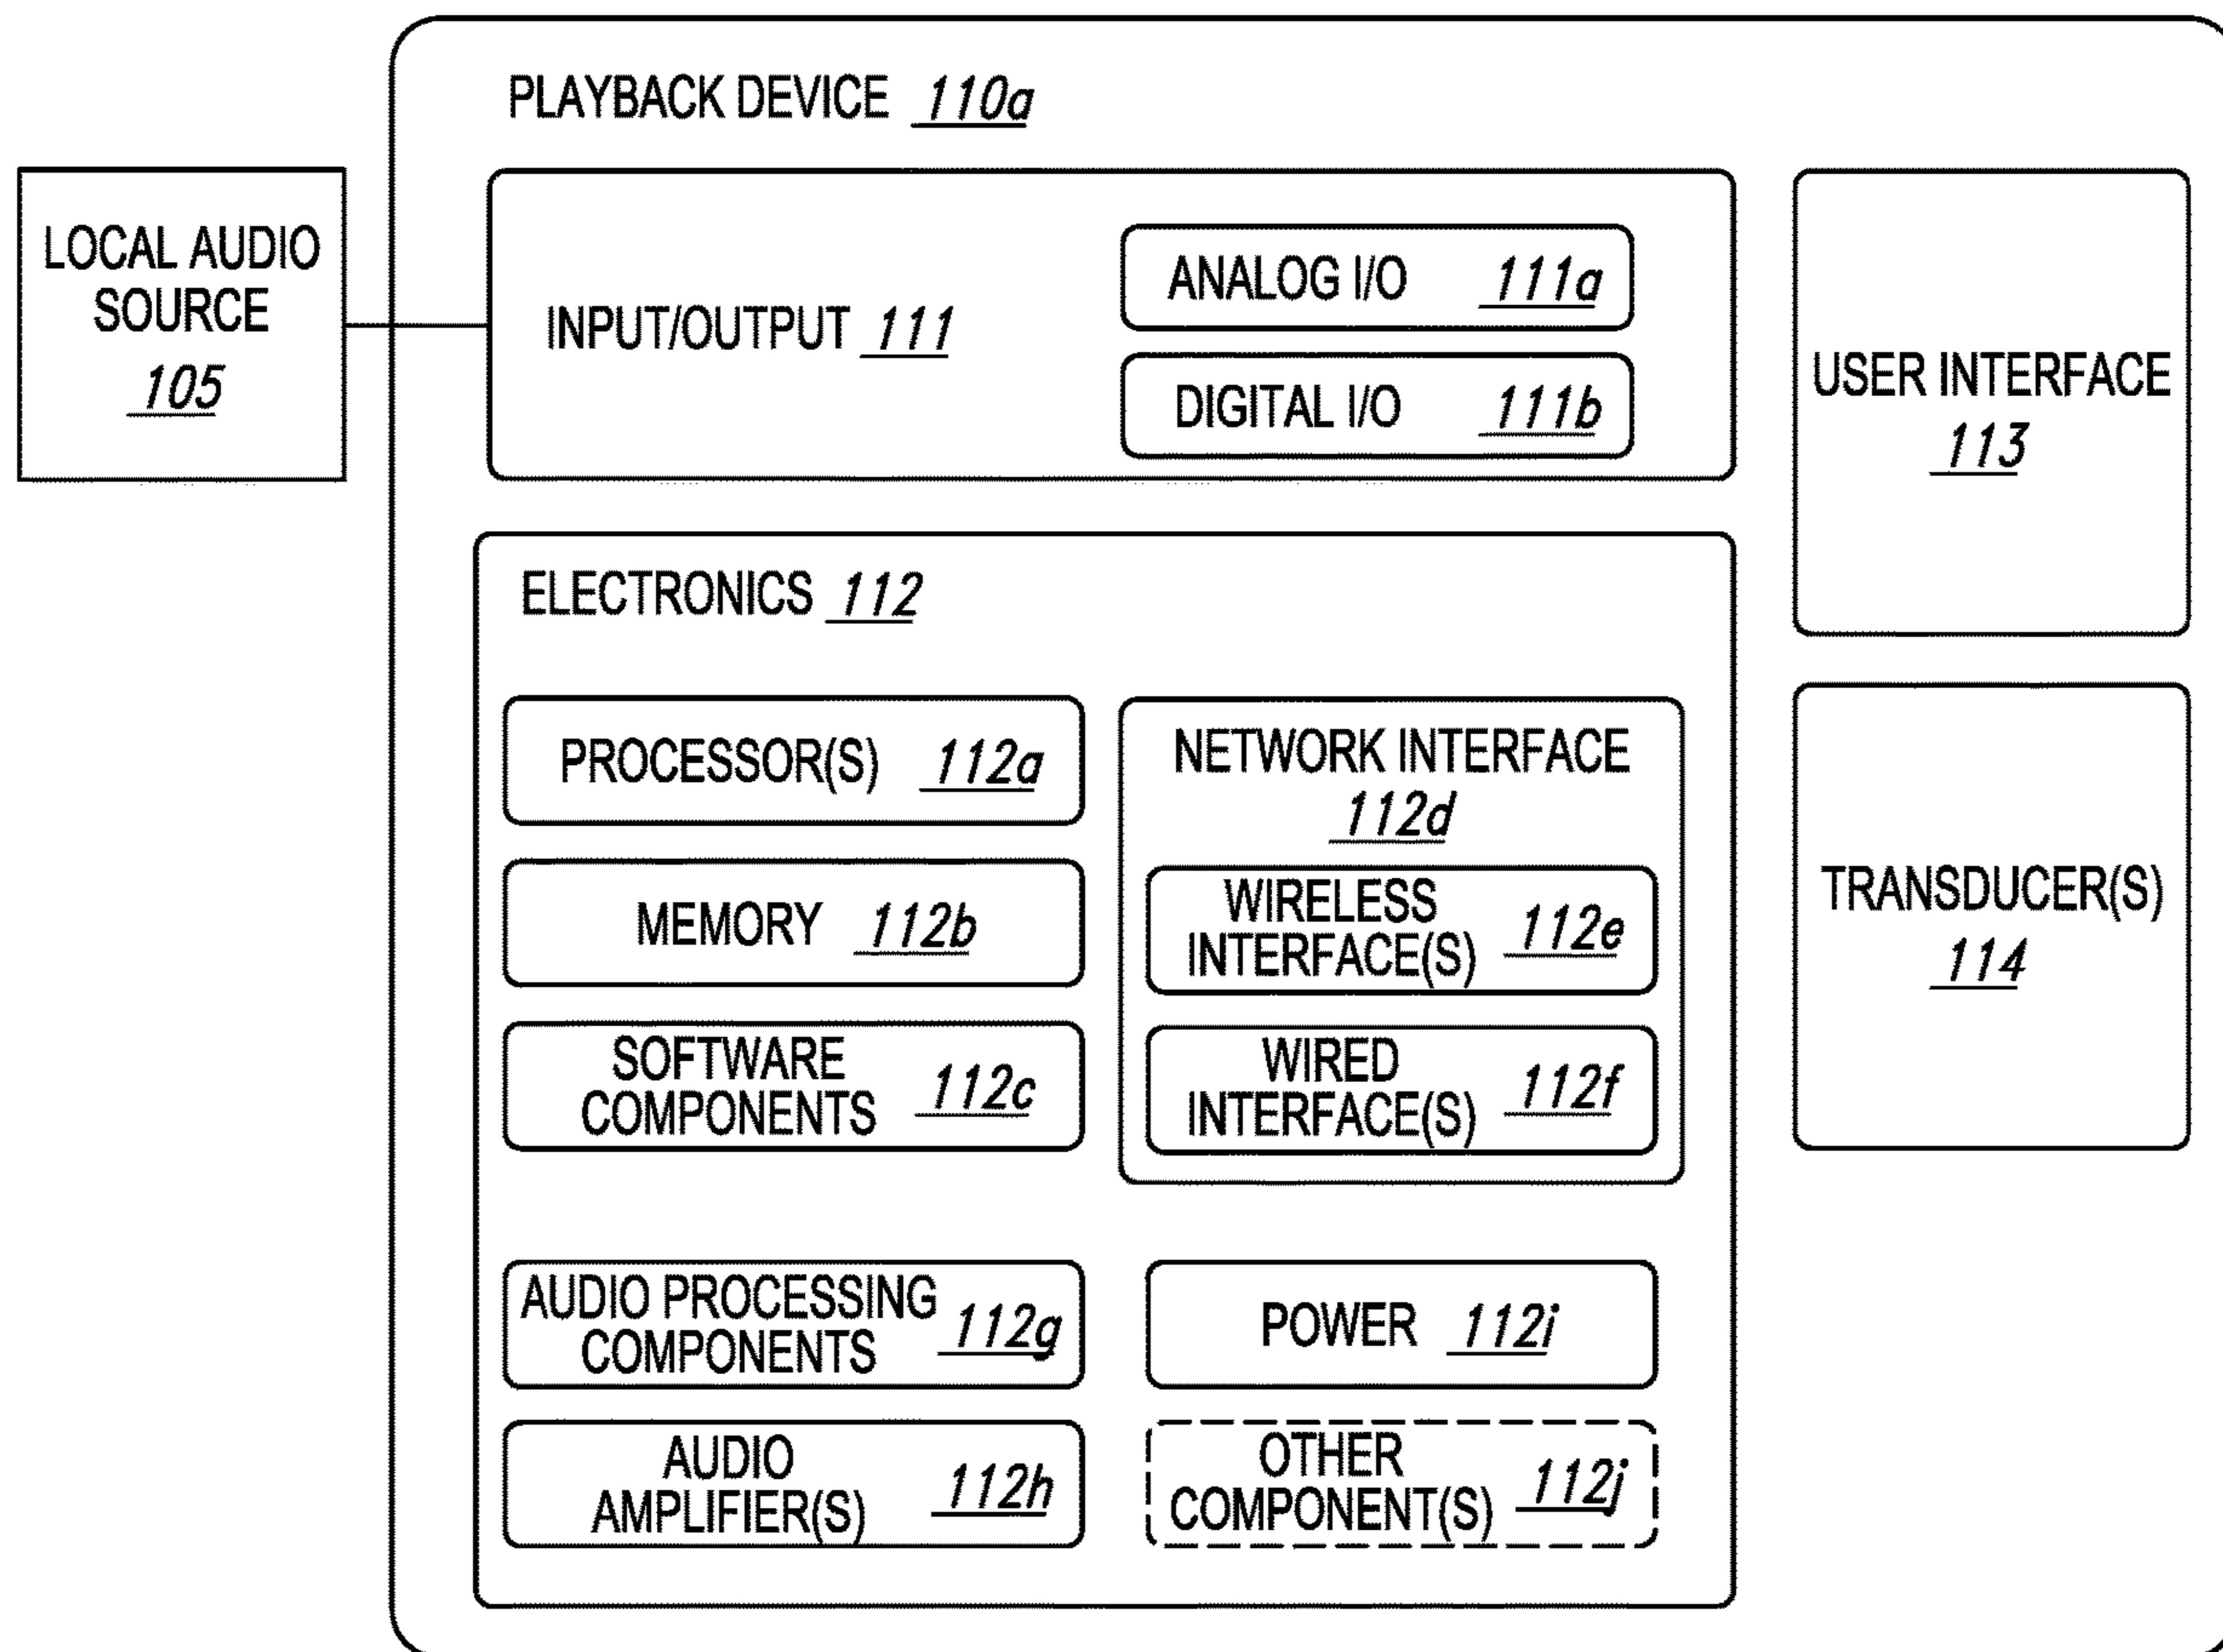 PLAYBACK DEVICE 110a
LOCAL AUDIO
SOURCE
105
INPUT/OUTPUT 111
ANALOG I/O 111a
DIGITAL I/O 111b
USER INTERFACE
113
ELECTRONICS 112
PROCESSOR(S) 112a
MEMORY 112b
SOFTWARE
COMPONENTS 112c
NETWORK INTERFACE
112d
WIRELESS
INTERFACE(S) 112e
WIRED
INTERFACE(S) 112f
TRANSDUCER(S)
114
AUDIO PROCESSING
COMPONENTS 112g
AUDIO
AMPLIFIER(S) 112h
POWER 112i
OTHER
COMPONENT(S) 112j